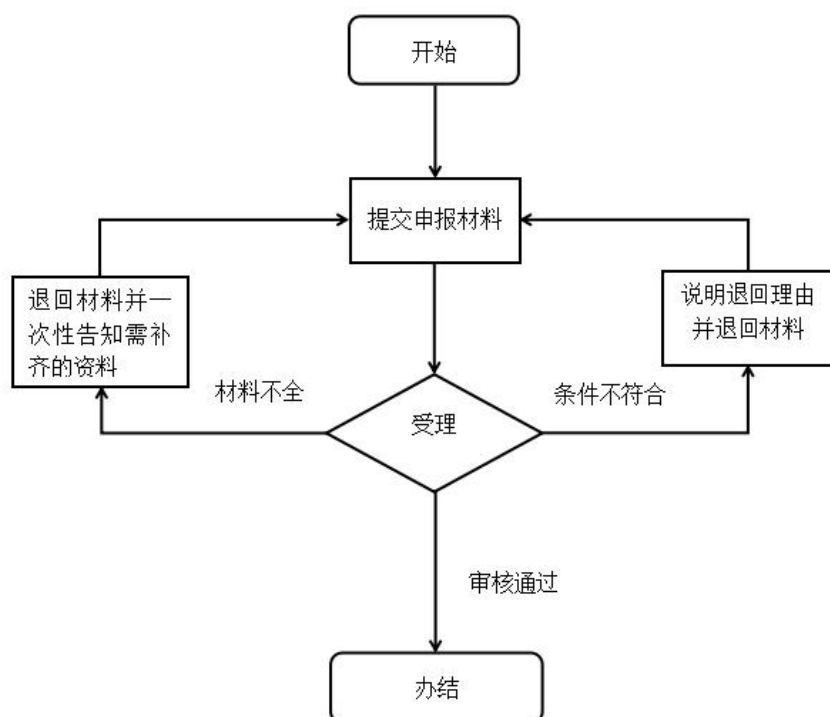 开始
提交申报材料
退回材料并一
次性告知需补
齐的资料
说明退回理由
并退回材料
材料不全
受理
条件不符合
审核通过
办结